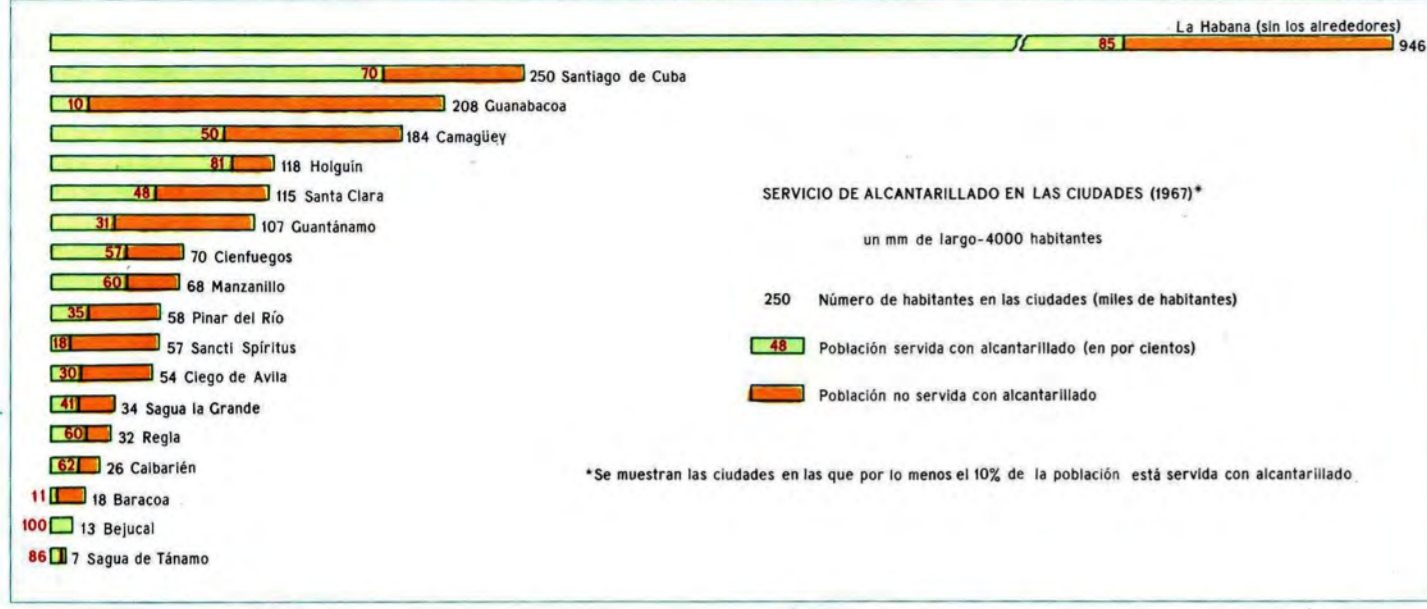 La Habana (sin los alrededores)
85 946
70 250 Santiago de Cuba
10 208 Guanabacoa
50 184 Camagüey
81 118 Holguín
48 115 Santa Clara
31 107 Guantánamo
57 70 Cienfuegos
60 68 Manzanillo
35 58 Pinar del Río
18 57 Sancti Spíritus
30 54 Ciego de Avila
41 34 Sagua la Grande
60 32 Regla
62 26 Caibarién
11 18 Baracoa
100 13 Bejucal
86 7 Sagua de Tánamo
SERVICIO DE ALCANTARILLADO EN LAS CIUDADES (1967)*
un mm de largo-4000 habitantes
250 Número de habitantes en las ciudades (miles de habitantes)
48 Población servida con alcantarillado (en por cientos)
Población no servida con alcantarillado
*Se muestran las ciudades en las que por lo menos el 10% de la población está servida con alcantarillado